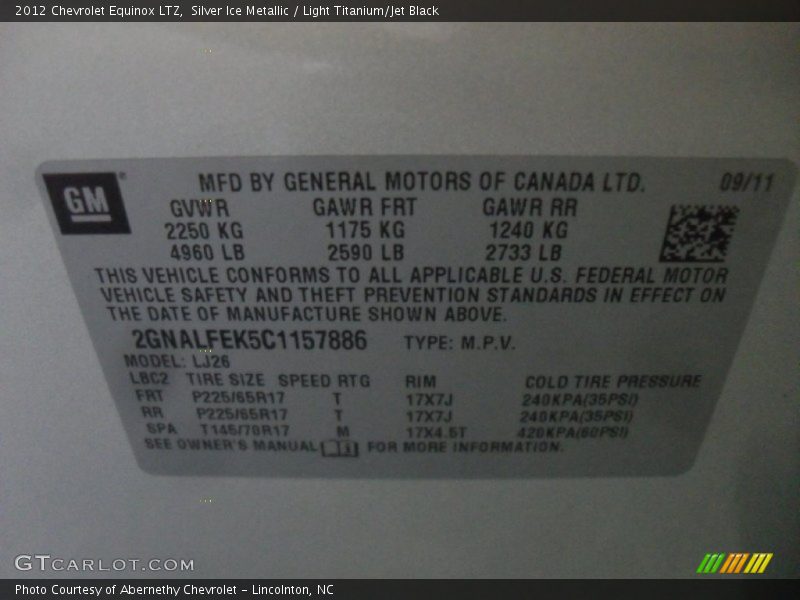 2012 Chevrolet Equinox LTZ, Silver Ice Metallic / Light Titanium/Jet Black
GM® MFD BY GENERAL MOTORS OF CANADA LTD. 09/11
GVWR GAWR FRT GAWR RR
2250 KG 1175 KG 1240 KG
4960 LB 2590 LB 2733 LB
THIS VEHICLE CONFORMS TO ALL APPLICABLE U.S. FEDERAL MOTOR
VEHICLE SAFETY AND THEFT PREVENTION STANDARDS IN EFFECT ON
THE DATE OF MANUFACTURE SHOWN ABOVE.
2GNALFEK5C1157886 TYPE: M.P.V.
MODEL: LJ26
LBC2 TIRE SIZE SPEED RTG RIM COLD TIRE PRESSURE
FRT P225/65R17 T 17X7J 240KPA(35PSI)
RR P225/65R17 T 17X7J 240KPA(35PSI)
SPA T145/70R17 M 17X4.5T 420KPA(60PSI)
SEE OWNER'S MANUAL FOR MORE INFORMATION.
GTCARLOT.COM
Photo Courtesy of Abernethy Chevrolet - Lincolnton, NC